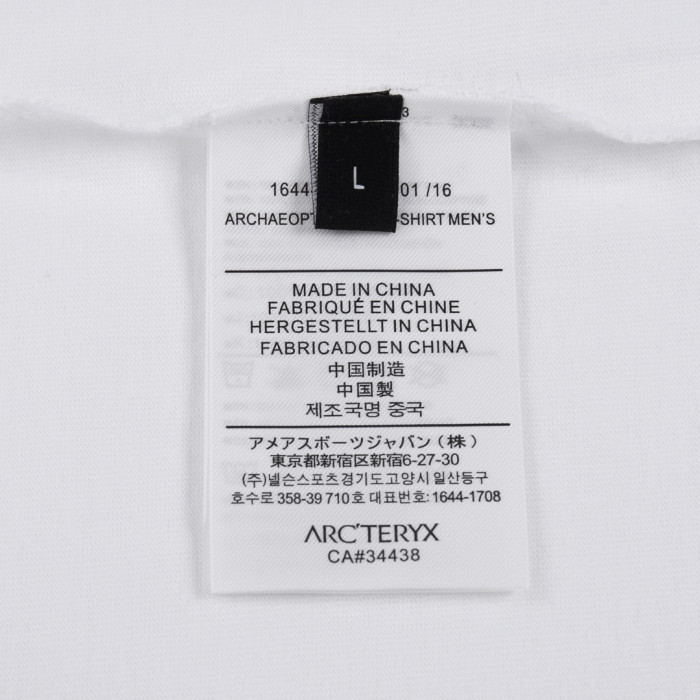 3
L
1644 01 /16
-SHIRT MEN'S
MADE IN CHINA
FABRIQUÉ EN CHINE
HERGESTELLT IN CHINA
FABRICADO EN CHINA
中国制造
中国製
제조국명 중국
アメアスポーツジャパン（株）
東京都新宿区新宿6-27-30
(주)넬슨스포츠경기도고양시일산동구
호수로 358-39 710호 대표번호: 1644-1708
ARC'TERYX
CA#34438